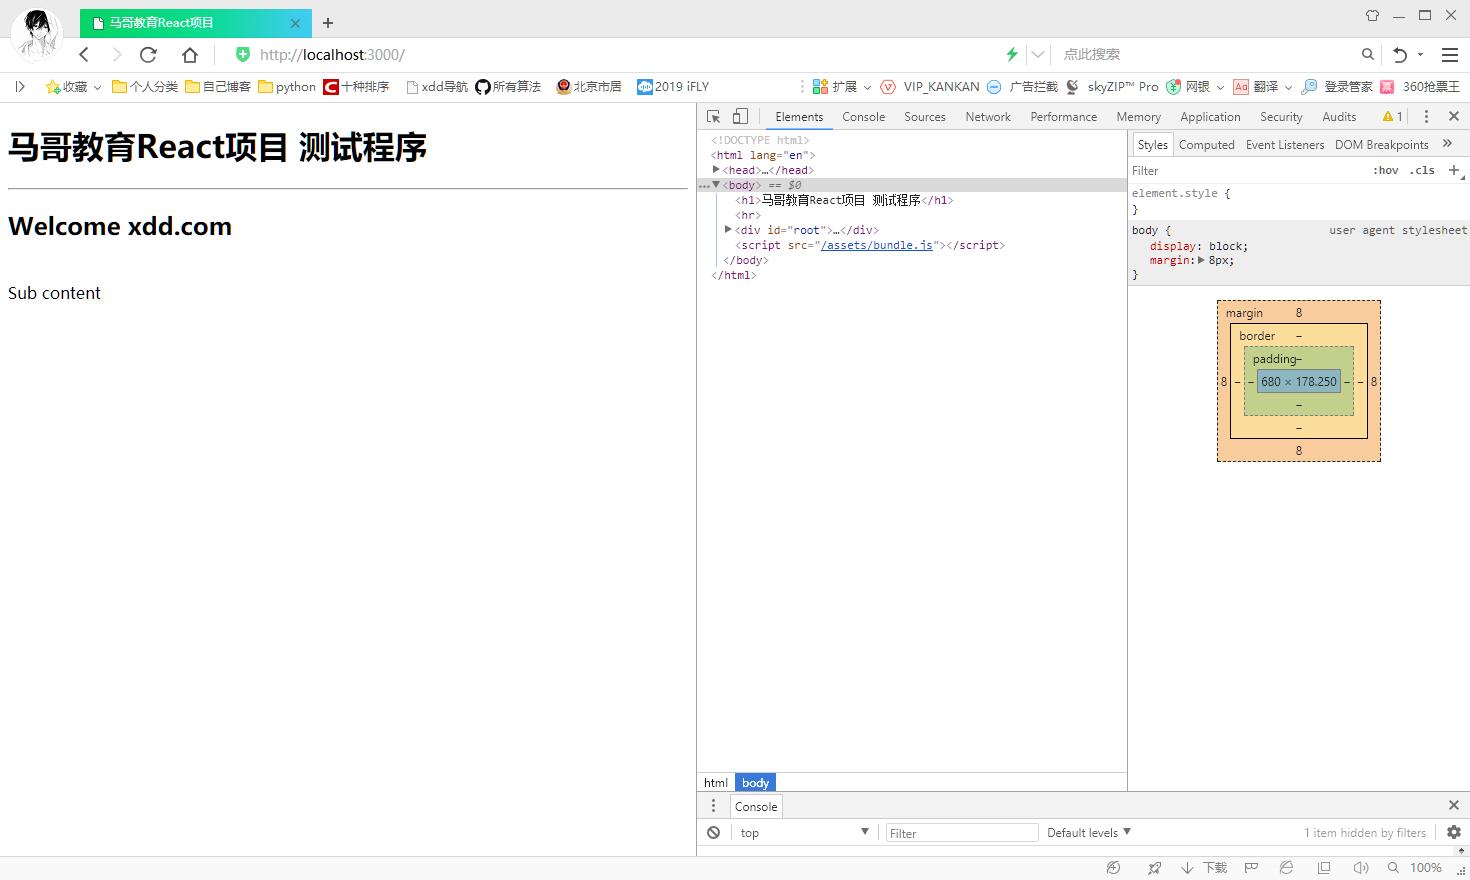 马哥教育React项目
http://localhost:3000/
点此搜索
收藏 个人分类 自己博客 python 十种排序 xdd导航 所有算法 北京市居 2019 iFLY 扩展 VIP_KANKAN 广告拦截 skyZIP™ Pro 网银 Aa 翻译 登录管家 360抢票王
马哥教育React项目 测试程序
Welcome xdd.com
Sub content
Elements Console Sources Network Performance Memory Application Security Audits 1
<!DOCTYPE html>
<html lang="en">
<head>…</head>
<body> == $0
<h1>马哥教育React项目 测试程序</h1>
<hr>
<div id="root">…</div>
<script src="/assets/bundle.js"></script>
</body>
</html>
html body
Styles Computed Event Listeners DOM Breakpoints »
Filter :hov .cls +
element.style {
}
body { user agent stylesheet
display: block;
margin: 8px;
}
margin 8
border –
padding –
8 – – 680 × 178.250 – – 8
–
–
8
Console
top Filter Default levels 1 item hidden by filters
下载 100%